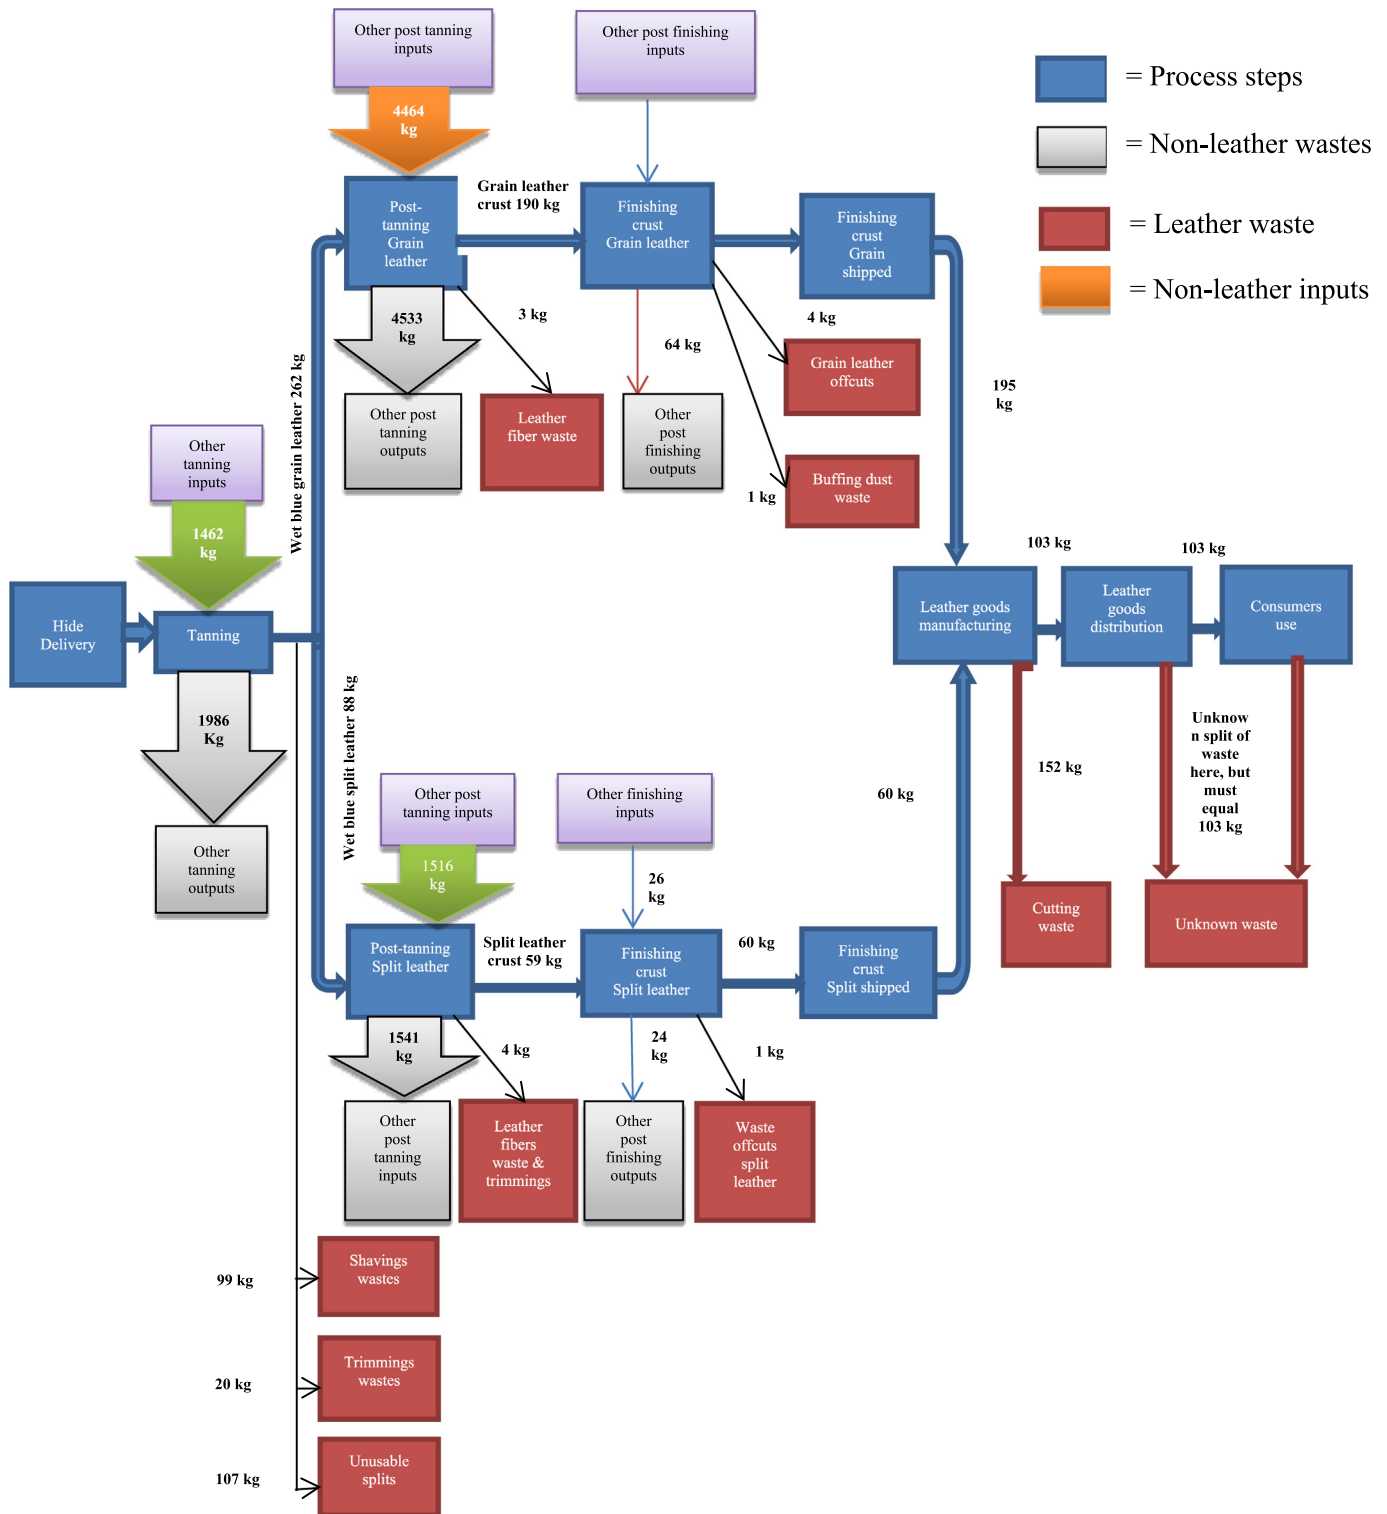 Other post tanning
inputs
Other post finishing
inputs
= Process steps
4464
kg
= Non-leather wastes
Grain leather
crust 190 kg
Post-
tanning
Grain
leather
Finishing
crust
Grain leather
Finishing
crust
Grain
shipped
= Leather waste
= Non-leather inputs
4533
kg
3 kg
64 kg
4 kg
Grain leather
offcuts
195
kg
Wet blue grain leather 262 kg
Other post
tanning
outputs
Leather
fiber waste
Other
post
finishing
outputs
Other
tanning
inputs
Buffing dust
waste
1 kg
1462
kg
103 kg
103 kg
Hide
Delivery
Tanning
Leather goods
manufacturing
Leather
goods
distribution
Consumers
use
Wet blue split leather 88 kg
1986
Kg
Unknow
n split of
waste
here, but
must
equal
103 kg
152 kg
60 kg
Other post
tanning inputs
Other finishing
inputs
Other
tanning
outputs
1516
kg
26
kg
Cutting
waste
Unknown waste
Post-tanning
Split leather
Split leather
crust 59 kg
Finishing
crust
Split leather
60 kg
Finishing
crust
Split shipped
1541
kg
4 kg
24
kg
1 kg
Other
post
tanning
inputs
Leather
fibers
waste &
trimmings
Other
post
finishing
outputs
Waste
offcuts
split
leather
99 kg
Shavings
wastes
20 kg
Trimmings
wastes
107 kg
Unusable
splits